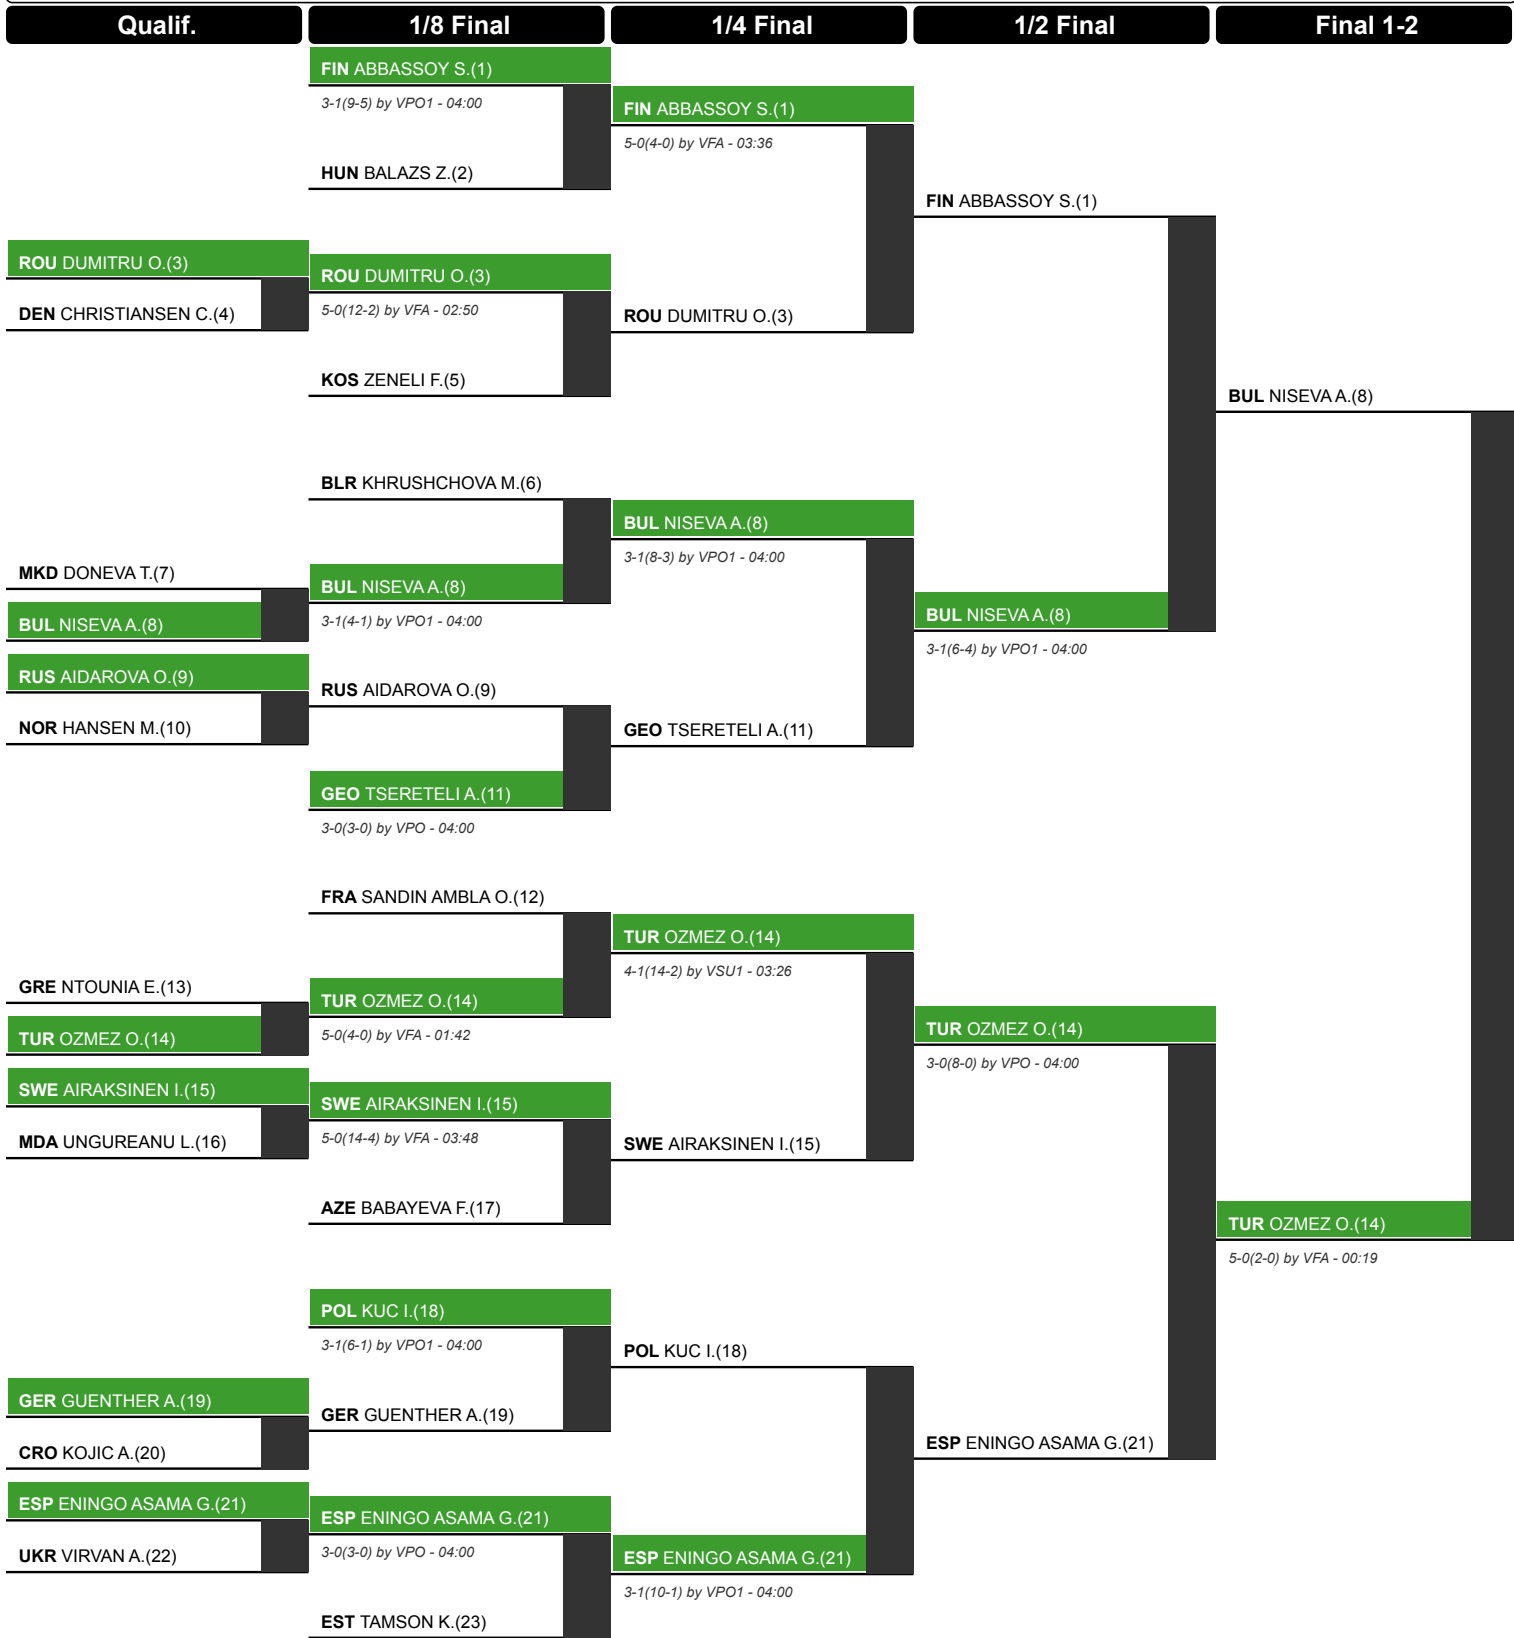 Qualif.
1/8 Final
1/4 Final
1/2 Final
Final 1-2
ROU DUMITRU O.(3)
DEN CHRISTIANSEN C.(4)
MKD DONEVA T.(7)
BUL NISEVA A.(8)
RUS AIDAROVA O.(9)
NOR HANSEN M.(10)
GRE NTOUNIA E.(13)
TUR OZMEZ O.(14)
SWE AIRAKSINEN I.(15)
MDA UNGUREANU L.(16)
GER GUENTHER A.(19)
CRO KOJIC A.(20)
ESP ENINGO ASAMA G.(21)
UKR VIRVAN A.(22)
FIN ABBASSOY S.(1)
3-1(9-5) by VPO1 - 04:00
HUN BALAZS Z.(2)
ROU DUMITRU O.(3)
5-0(12-2) by VFA - 02:50
KOS ZENELI F.(5)
BLR KHRUSHCHOVA M.(6)
BUL NISEVA A.(8)
3-1(4-1) by VPO1 - 04:00
RUS AIDAROVA O.(9)
GEO TSERETELI A.(11)
3-0(3-0) by VPO - 04:00
FRA SANDIN AMBLA O.(12)
TUR OZMEZ O.(14)
5-0(4-0) by VFA - 01:42
SWE AIRAKSINEN I.(15)
5-0(14-4) by VFA - 03:48
AZE BABAYEVA F.(17)
POL KUC I.(18)
3-1(6-1) by VPO1 - 04:00
GER GUENTHER A.(19)
ESP ENINGO ASAMA G.(21)
3-0(3-0) by VPO - 04:00
EST TAMSON K.(23)
FIN ABBASSOY S.(1)
5-0(4-0) by VFA - 03:36
ROU DUMITRU O.(3)
BUL NISEVA A.(8)
3-1(8-3) by VPO1 - 04:00
GEO TSERETELI A.(11)
TUR OZMEZ O.(14)
4-1(14-2) by VSU1 - 03:26
SWE AIRAKSINEN I.(15)
POL KUC I.(18)
ESP ENINGO ASAMA G.(21)
3-1(10-1) by VPO1 - 04:00
FIN ABBASSOY S.(1)
BUL NISEVA A.(8)
3-1(6-4) by VPO1 - 04:00
TUR OZMEZ O.(14)
3-0(8-0) by VPO - 04:00
ESP ENINGO ASAMA G.(21)
BUL NISEVA A.(8)
TUR OZMEZ O.(14)
5-0(2-0) by VFA - 00:19